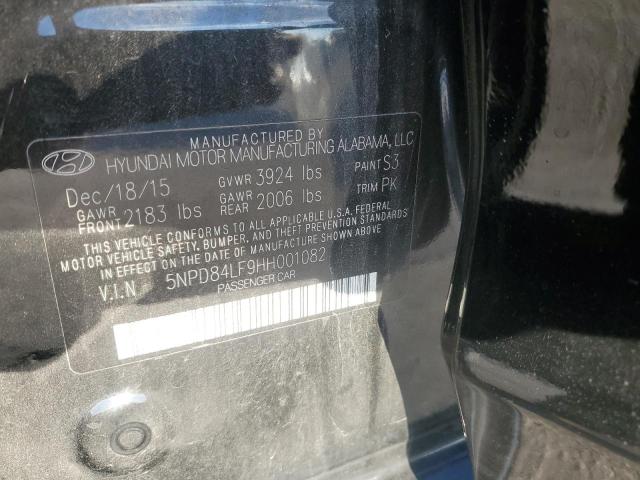 MANUFACTURED BY
HYUNDAI MOTOR MANUFACTURING ALABAMA, LLC
Dec/18/15 GVWR 3924 lbs PAINT S3
GAWR FRONT 2183 lbs GAWR REAR 2006 lbs TRIM PK
THIS VEHICLE CONFORMS TO ALL APPLICABLE U.S.A. FEDERAL
MOTOR VEHICLE SAFETY, BUMPER, AND THEFT PREVENTION
STANDARDS IN EFFECT ON THE DATE OF MANUFACTURE SHOWN ABOVE.
V.I.N 5NPD84LF9HH001082
PASSENGER CAR